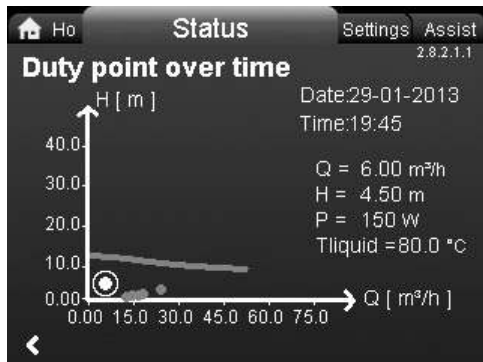 Ho Status Settings Assist
2.8.2.1.1
Duty point over time
H [ m ]
Date:29-01-2013
Time:19:45
40.0
30.0
20.0
10.0
0.00
Q = 6.00 m³/h
H = 4.50 m
P = 150 W
Tliquid =80.0 °C
Q [ m³/h ]
0.00 15.0 30.0 45.0 60.0 75.0